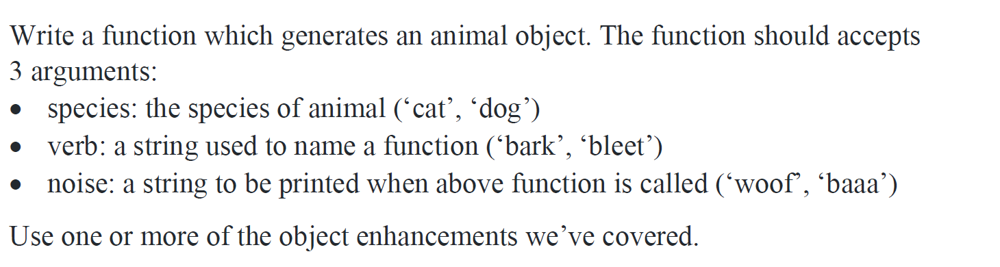 Write a function which generates an animal object. The function should accepts
3 arguments:
• species: the species of animal (‘cat’, ‘dog’)
• verb: a string used to name a function (‘bark’, ‘bleet’)
• noise: a string to be printed when above function is called (‘woof’, ‘baaa’)
Use one or more of the object enhancements we’ve covered.